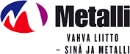 Metalli
VAHVA LIITTO
– SINÄ JA METALLI